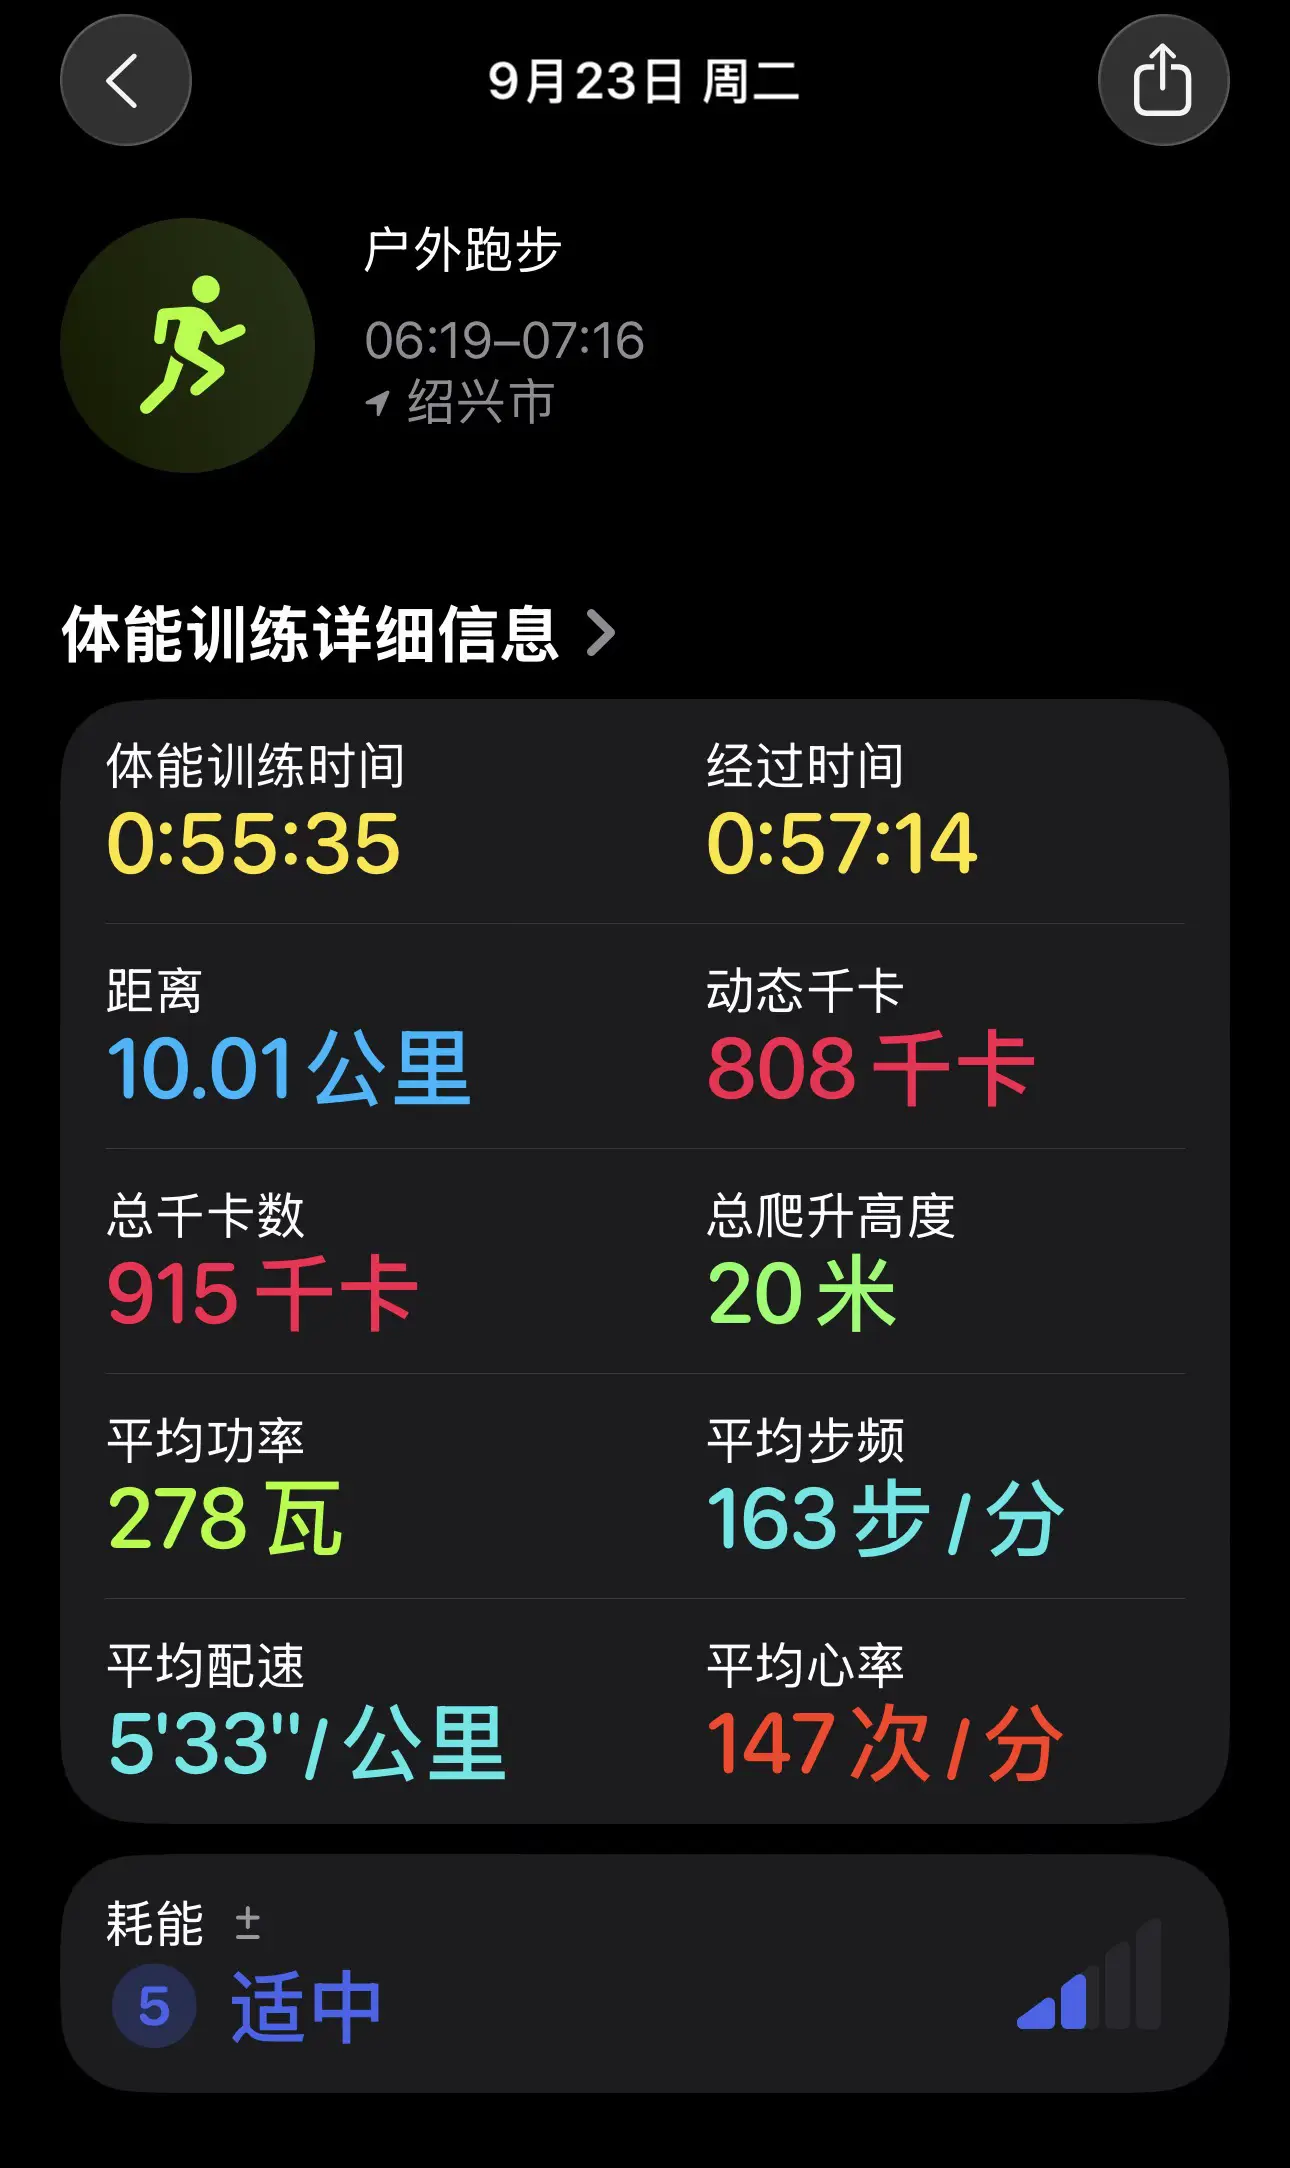 9月23日 周二
户外跑步
06:19–07:16
绍兴市
体能训练详细信息
体能训练时间 经过时间
0:55:35 0:57:14
距离 动态千卡
10.01公里 808千卡
总千卡数 总爬升高度
915千卡 20米
平均功率 平均步频
278瓦 163步/分
平均配速 平均心率
5'33"/公里 147次/分
耗能 ±
5 适中